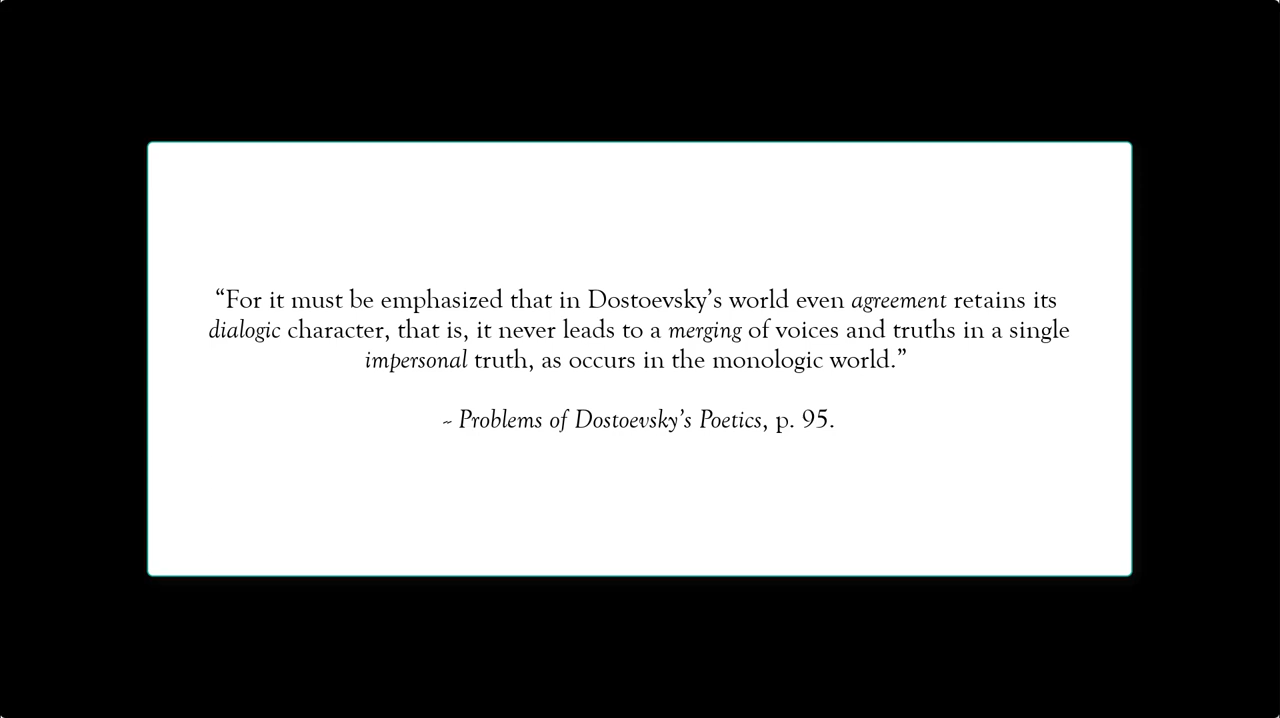 “For it must be emphasized that in Dostoevsky’s world even agreement retains its
dialogic character, that is, it never leads to a merging of voices and truths in a single
impersonal truth, as occurs in the monologic world.”
~ Problems of Dostoevsky’s Poetics, p. 95.